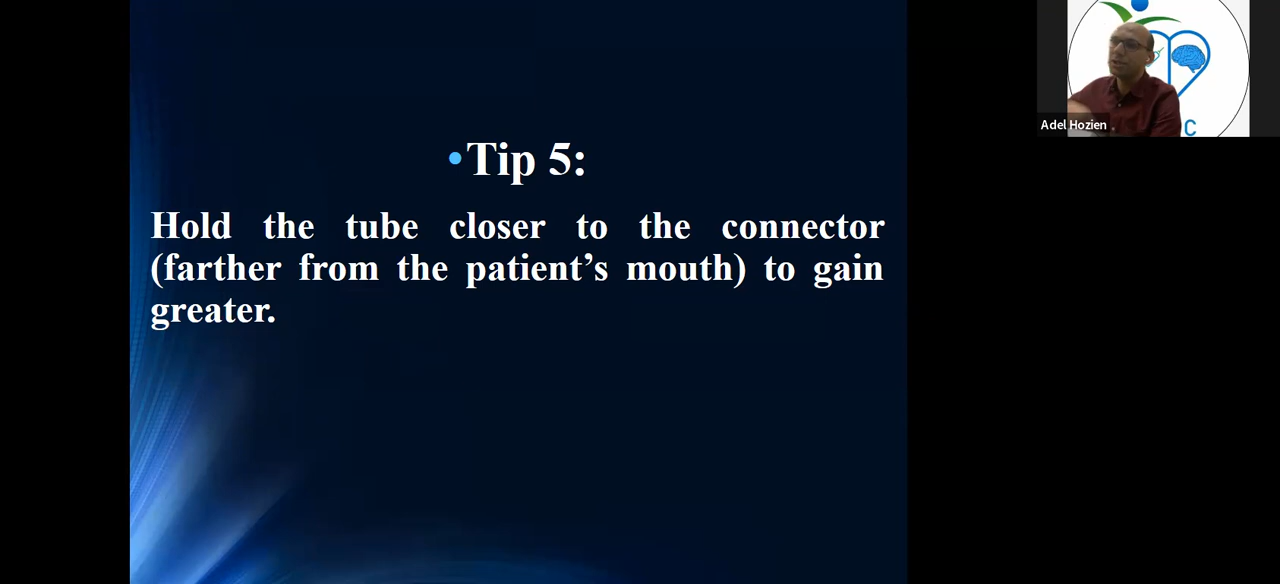 •Tip 5:
Hold the tube closer to the connector
(farther from the patient’s mouth) to gain
greater.
Adel Hozien
C